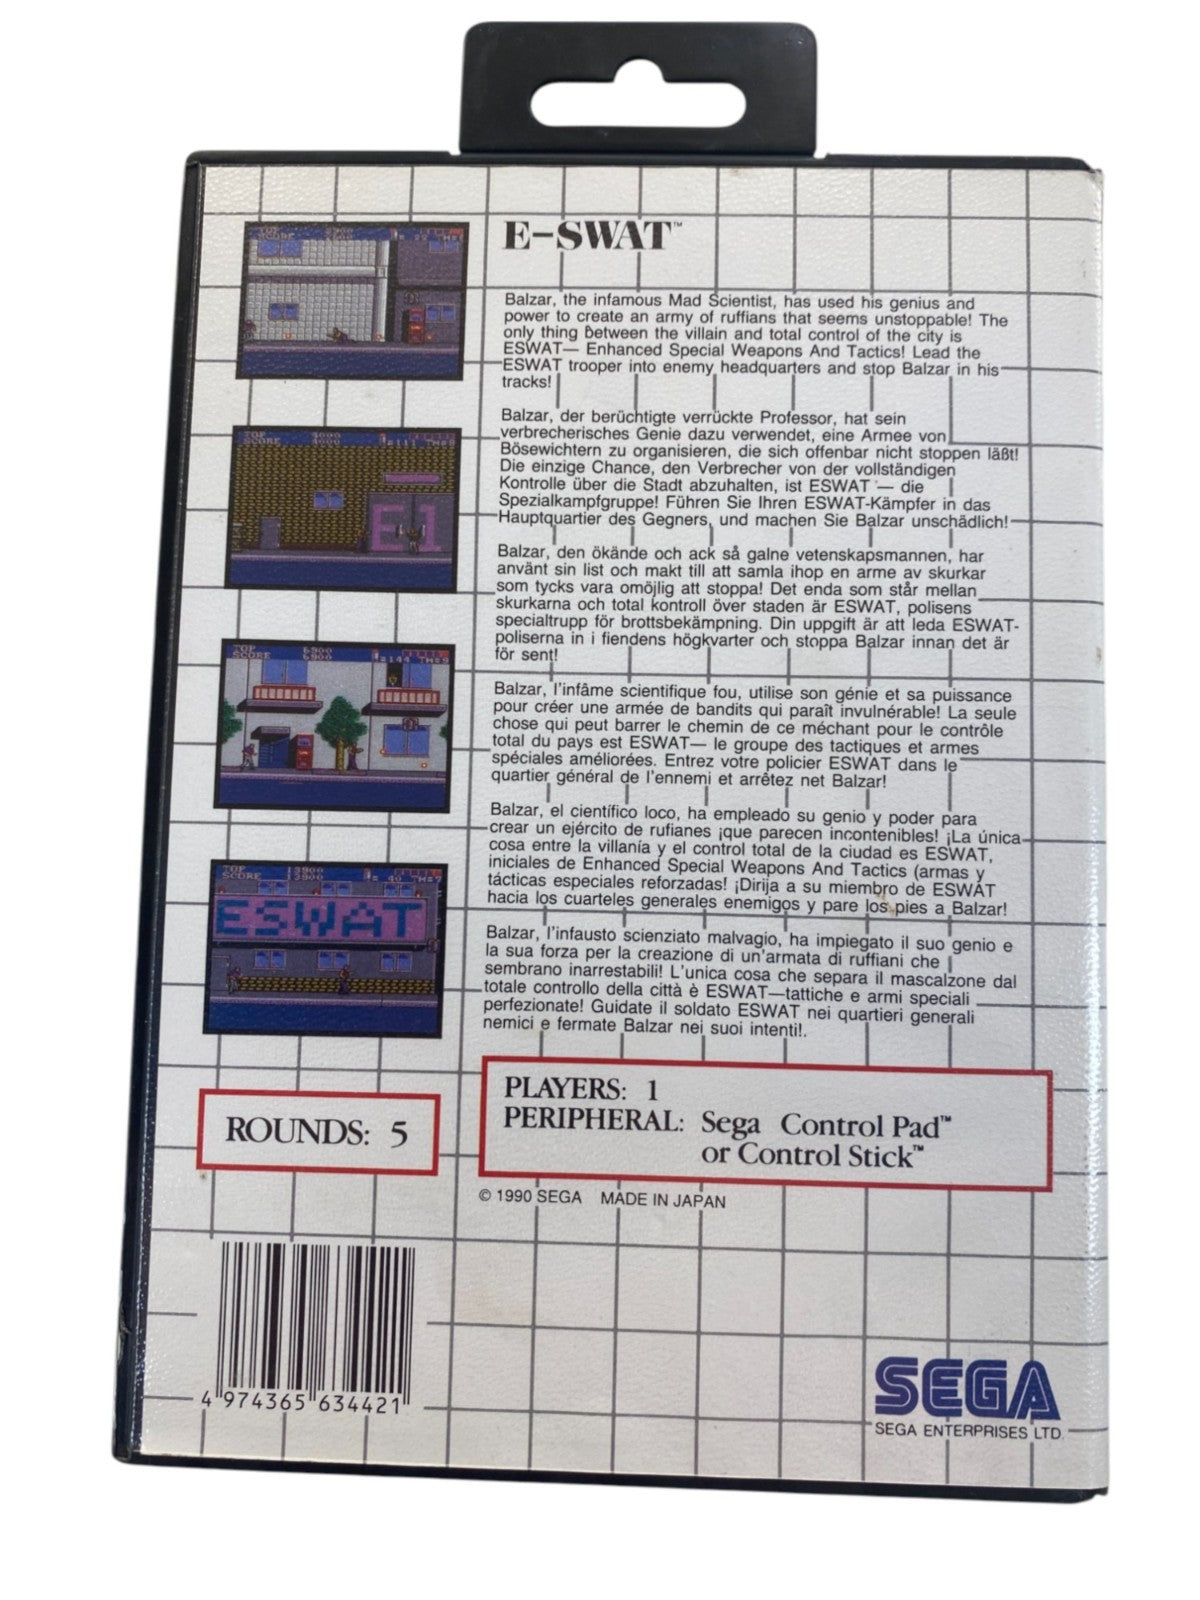 E-SWAT™
Balzar, the infamous Mad Scientist, has used his genius and
power to create an army of ruffians that seems unstoppable! The
only thing between the villain and total control of the city is
ESWAT— Enhanced Special Weapons And Tactics! Lead the
ESWAT trooper into enemy headquarters and stop Balzar in his
tracks!
Balzar, der berüchtigte verrückte Professor, hat sein
verbrecherisches Genie dazu verwendet, eine Armee von
Bösewichtern zu organisieren, die sich offenbar nicht stoppen läßt!
Die einzige Chance, den Verbrecher von der vollständigen
Kontrolle über die Stadt abzuhalten, ist ESWAT — die
Spezialkampfgruppe! Führen Sie Ihren ESWAT-Kämpfer in das
Hauptquartier des Gegners, und machen Sie Balzar unschädlich!
Balzar, den ökände och ack så galne vetenskapsmannen, har
använt sin list och makt till att samla ihop en arme av skurkar
som tycks vara omöjlig att stoppa! Det enda som står mellan
skurkarna och total kontroll över staden är ESWAT, polisens
specialtrupp för brottsbekämpning. Din uppgift är att leda ESWAT-
poliserna in i fiendens högkvarter och stoppa Balzar innan det är
för sent!
Balzar, l'infâme scientifique fou, utilise son génie et sa puissance
pour créer une armée de bandits qui paraît invulnérable! La seule
chose qui peut barrer le chemin de ce méchant pour le contrôle
total du pays est ESWAT— le groupe des tactiques et armes
spéciales améliorées. Entrez votre policier ESWAT dans le
quartier général de l'ennemi et arrêtez net Balzar!
Balzar, el científico loco, ha empleado su genio y poder para
crear un ejército de rufianes ¡que parecen incontenibles! ¡La única
cosa entre la villanía y el control total de la ciudad es ESWAT,
iniciales de Enhanced Special Weapons And Tactics (armas y
tácticas especiales reforzadas! ¡Dirija a su miembro de ESWAT
hacia los cuarteles generales enemigos y pare los pies a Balzar!
Balzar, l'infausto scienziato malvagio, ha impiegato il suo genio e
la sua forza per la creazione di un'armata di ruffiani che
sembrano inarrestabili! L'unica cosa che separa il mascalzone dal
totale controllo della città è ESWAT—tattiche e armi speciali
perfezionate! Guidate il soldato ESWAT nei quartieri generali
nemici e fermate Balzar nei suoi intenti!.
TOP
SCORE
TOP 4000
SCORE 4000
E1
TOP 6900
SCORE 6900
TOP 13900
SCORE 13900
ESWAT
ROUNDS: 5
PLAYERS: 1
PERIPHERAL: Sega Control Pad™
or Control Stick™
© 1990 SEGA MADE IN JAPAN
4 974365 634421
SEGA
SEGA ENTERPRISES LTD.